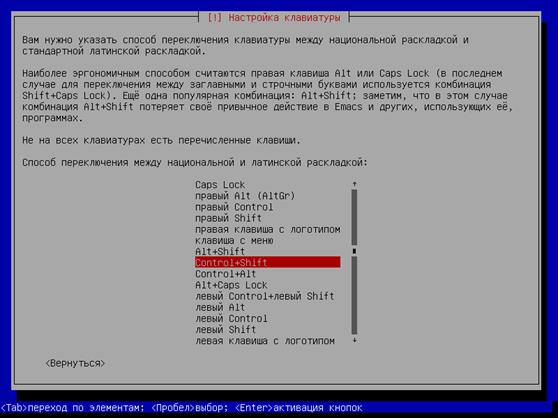 [!] Настройка клавиатуры
Вам нужно указать способ переключения клавиатуры между национальной раскладкой и
стандартной латинской раскладкой.
Наиболее эргономичным способом считаются правая клавиша Alt или Caps Lock (в последнем
случае для переключения между заглавными и строчными буквами используется комбинация
Shift+Caps Lock). Ещё одна популярная комбинация: Alt+Shift; заметим, что в этом случае
комбинация Alt+Shift потеряет своё привычное действие в Emacs и других, использующих её,
программах.
Не на всех клавиатурах есть перечисленные клавиши.
Способ переключения между национальной и латинской раскладкой:
Caps Lock
правый Alt (AltGr)
правый Control
правый Shift
правая клавиша с логотипом
клавиша с меню
Alt+Shift
Control+Shift
Control+Alt
Alt+Caps Lock
левый Control+левый Shift
левый Alt
левый Control
левый Shift
левая клавиша с логотипом
<Вернуться>
<Tab>переход по элементам; <Пробел>выбор; <Enter>активация кнопок